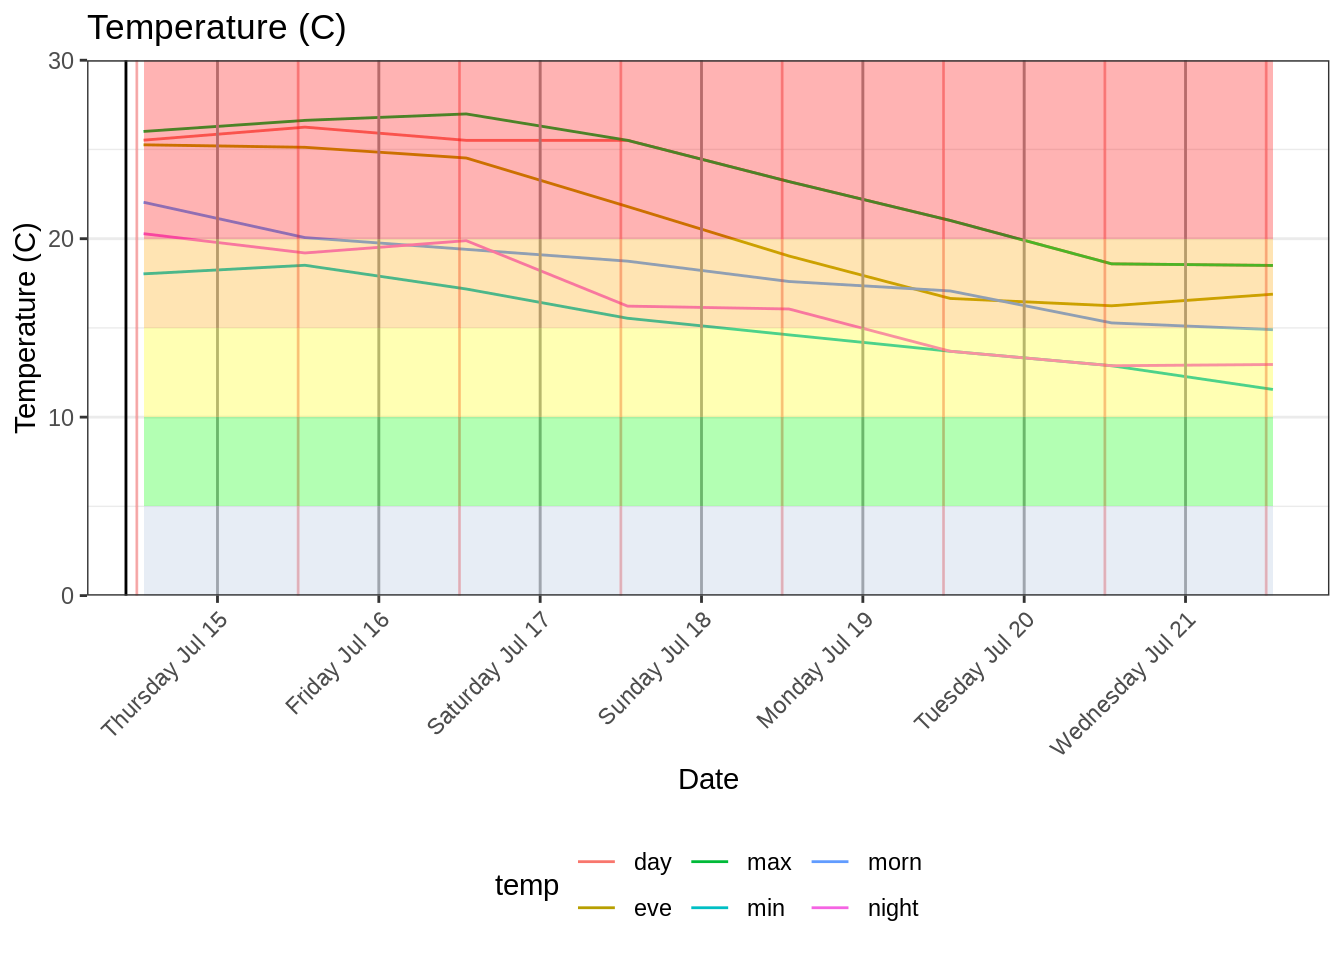 Temperature (C)
Temperature (C)
30
20
10
0
Thursday Jul 15
Friday Jul 16
Saturday Jul 17
Sunday Jul 18
Monday Jul 19
Tuesday Jul 20
Wednesday Jul 21
Date
temp
day
max
morn
eve
min
night